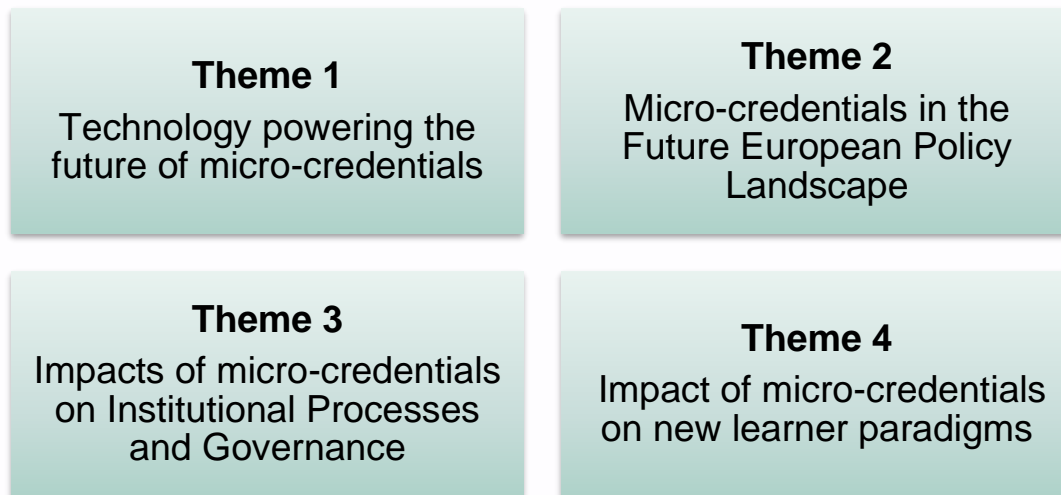 Theme 1
Technology powering the
future of micro-credentials
Theme 2
Micro-credentials in the
Future European Policy
Landscape
Theme 3
Impacts of micro-credentials
on Institutional Processes
and Governance
Theme 4
Impact of micro-credentials
on new learner paradigms